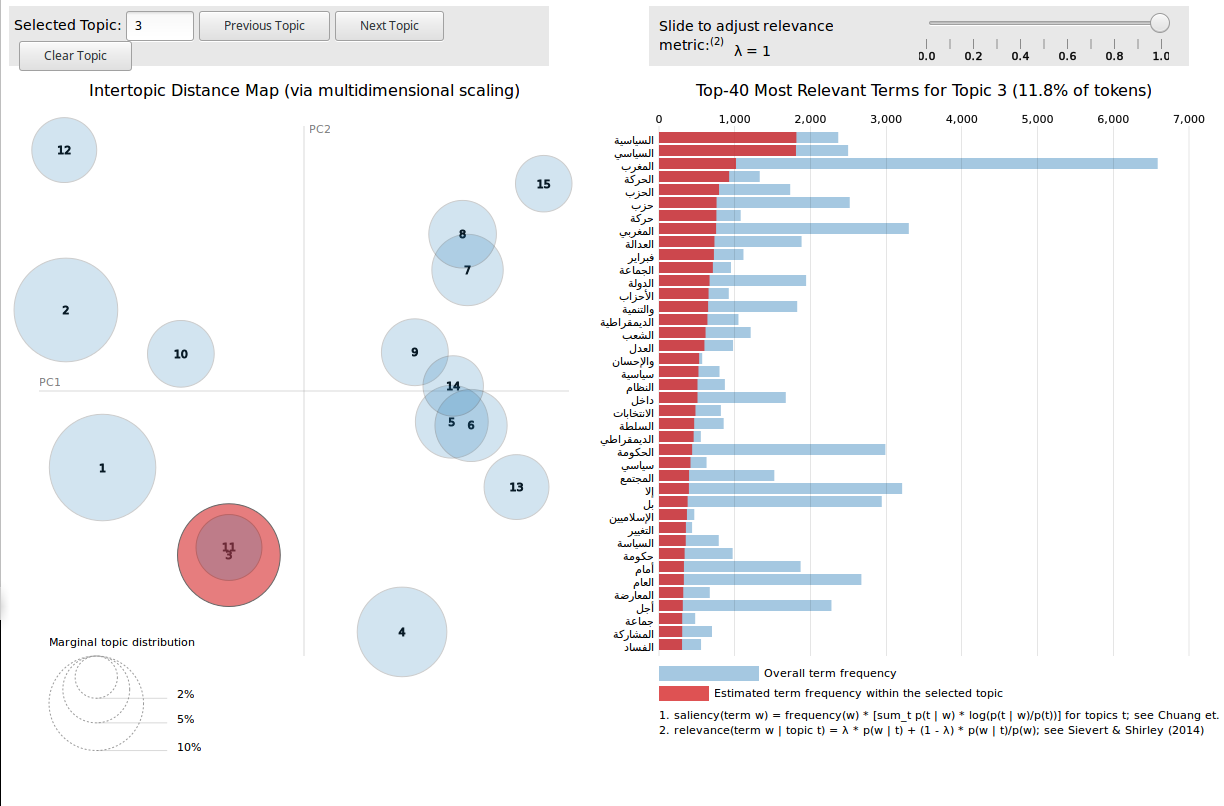 Selected Topic: 3 Previous Topic Next Topic
Clear Topic
Slide to adjust relevance
metric:(2) λ = 1
0.0 0.2 0.4 0.6 0.8 1.0
Intertopic Distance Map (via multidimensional scaling)
PC2
PC1
12
15
8
7
2
10
9
14
5
6
1
13
11
3
4
Marginal topic distribution
2%
5%
10%
Top-40 Most Relevant Terms for Topic 3 (11.8% of tokens)
0 1,000 2,000 3,000 4,000 5,000 6,000 7,000
السياسية
السياسي
المغرب
الحركة
الحزب
حزب
حركة
المغربي
العدالة
فبراير
الجماعة
الدولة
الأحزاب
والتنمية
الديمقراطية
الشعب
العدل
والإحسان
سياسية
النظام
داخل
الانتخابات
السلطة
الديمقراطي
الحكومة
سياسي
المجتمع
إلا
بل
الإسلاميين
التغيير
السياسة
حكومة
أمام
العام
المعارضة
أجل
جماعة
المشاركة
الفساد
Overall term frequency
Estimated term frequency within the selected topic
1. saliency(term w) = frequency(w) * [sum_t p(t | w) * log(p(t | w)/p(t))] for topics t; see Chuang et.
2. relevance(term w | topic t) = λ * p(w | t) + (1 - λ) * p(w | t)/p(w); see Sievert & Shirley (2014)